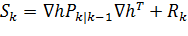 S_k = ∇hP_{k|k−1}∇h^T + R_k